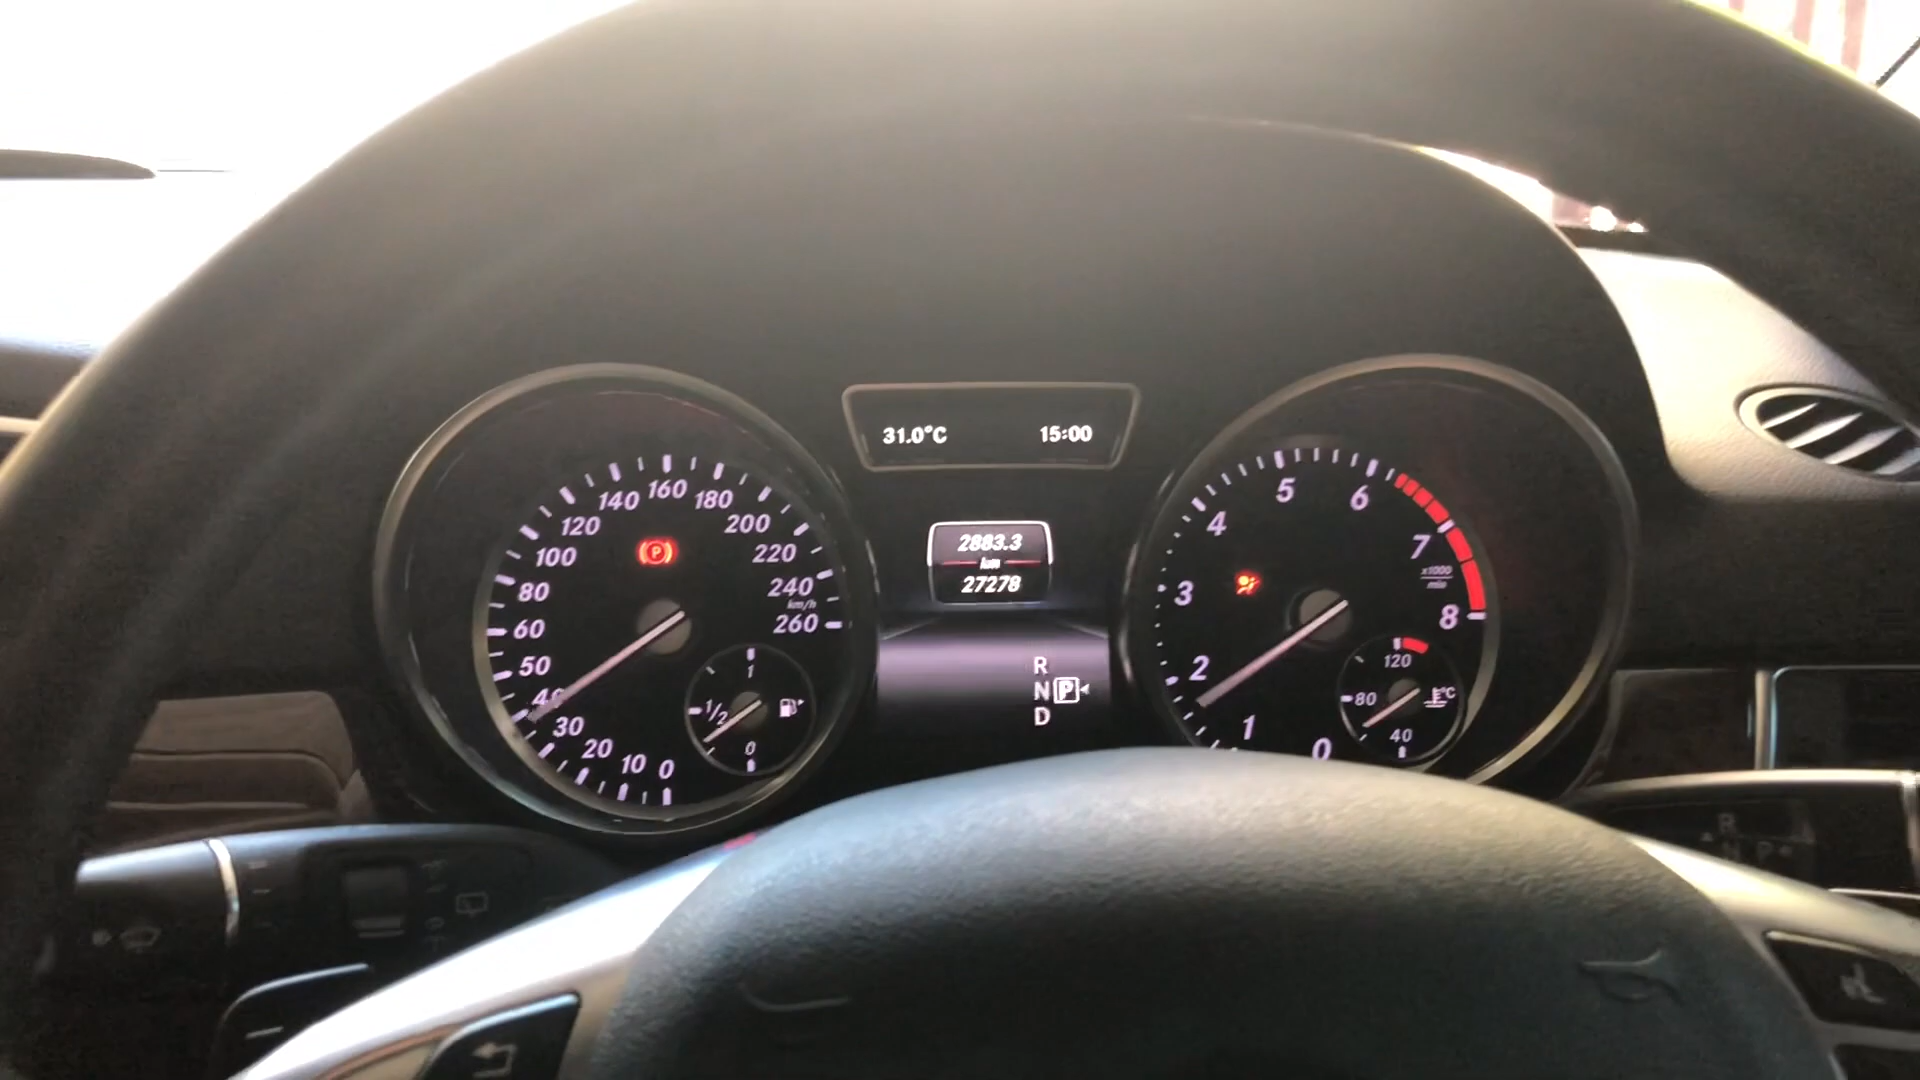 31.0°C 15:00
2883.3
km
27278
R
N P
D
0 10 20 30 40 50 60 80 100 120 140 160 180 200 220 240 260
km/h
P
1
1/2
0
0 1 2 3 4 5 6 7 8
x1000
min
120
80
40
°C
R
N P